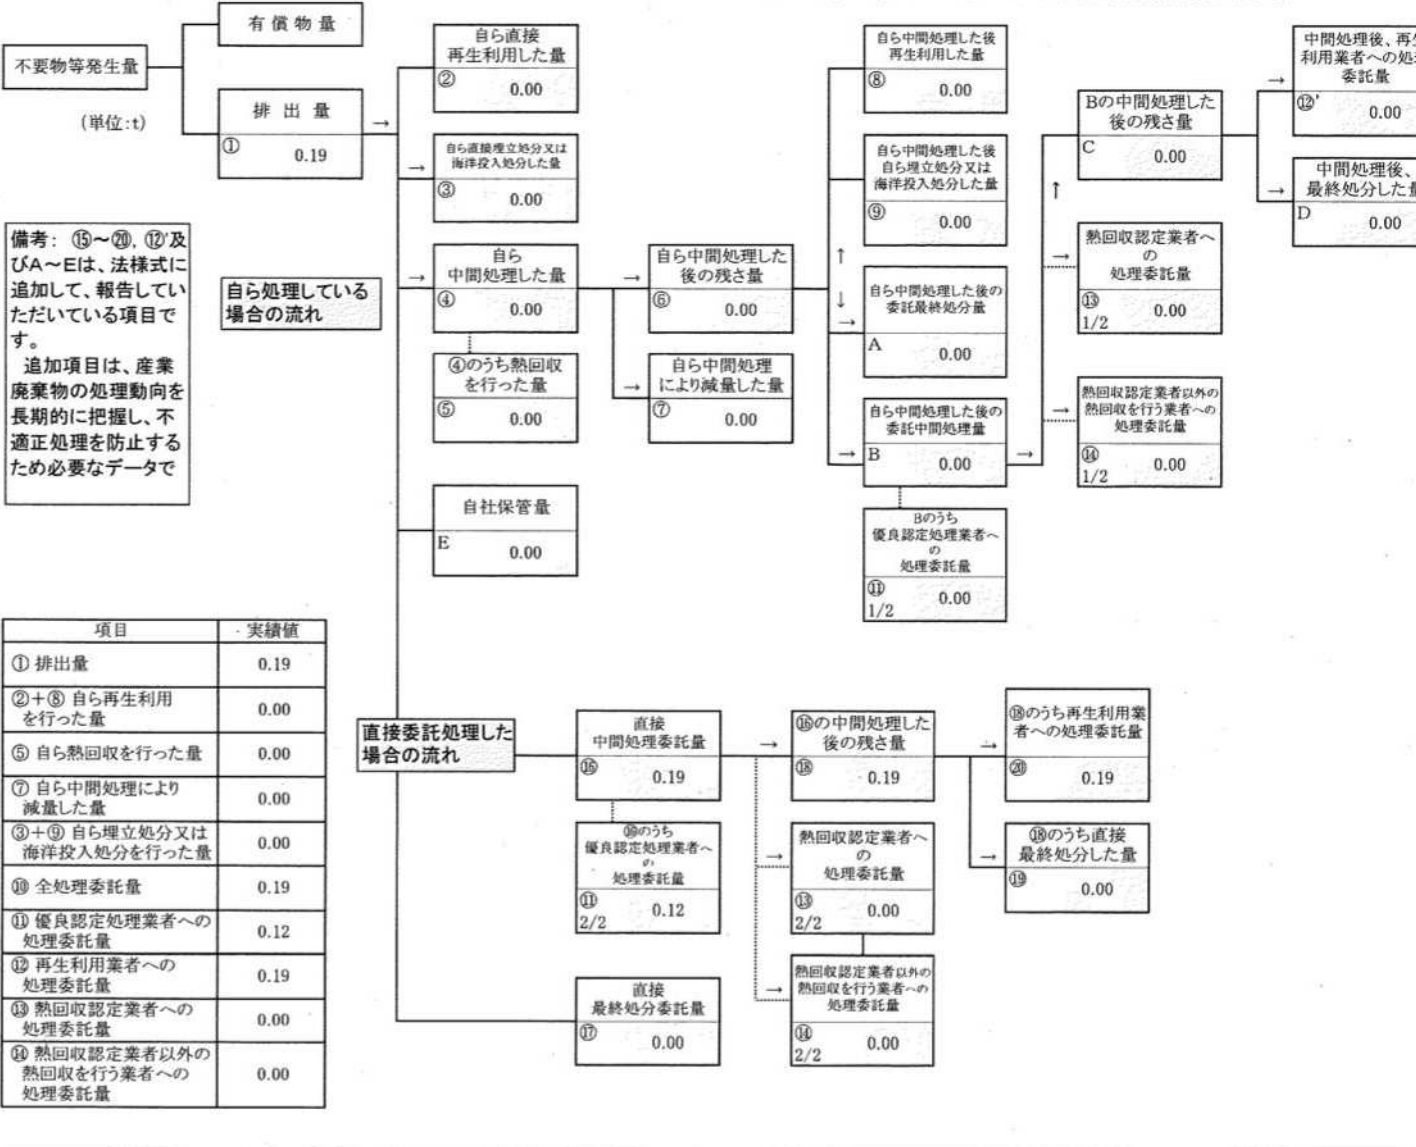 有償物量
不要物等発生量
(単位:t)
排出量
① 0.19
→
自ら直接
再生利用した量
② 0.00
→
自ら直接埋立処分又は
海洋投入処分した量
③ 0.00
→
自ら
中間処理した量
④ 0.00
④のうち熱回収
を行った量
⑤ 0.00
→
自ら中間処理した
後の残さ量
⑥ 0.00
→
自ら中間処理
により減量した量
⑦ 0.00
自ら中間処理した後
再生利用した量
⑧ 0.00
自ら中間処理した後
自ら埋立処分又は
海洋投入処分した量
⑨ 0.00
↑
↓
→
自ら中間処理した後の
委託最終処分量
A 0.00
→
自ら中間処理した後の
委託中間処理量
B 0.00
→
Bのうち
優良認定処理業者へ
の
処理委託量
⑪
1/2 0.00
↑
Bの中間処理した
後の残さ量
C 0.00
→
熱回収認定業者へ
の
処理委託量
⑬
1/2 0.00
→
熱回収認定業者以外の
熱回収を行う業者への
処理委託量
⑭
1/2 0.00
→
中間処理後、再生
利用業者への処理
委託量
⑫' 0.00
→
中間処理後、
最終処分した量
D 0.00
備考: ⑮~⑳, ⑫'及
びA~Eは、法様式に
追加して、報告してい
ただいている項目で
す。
追加項目は、産業
廃棄物の処理動向を
長期的に把握し、不
適正処理を防止する
ため必要なデータで
自ら処理している
場合の流れ
自社保管量
E 0.00
項目 実績値
① 排出量 0.19
②+⑧ 自ら再生利用
を行った量 0.00
⑤ 自ら熱回収を行った量 0.00
⑦ 自ら中間処理により
減量した量 0.00
③+⑨ 自ら埋立処分又は
海洋投入処分を行った量 0.00
⑩ 全処理委託量 0.19
⑪ 優良認定処理業者への
処理委託量 0.12
⑫ 再生利用業者への
処理委託量 0.19
⑬ 熱回収認定業者への
処理委託量 0.00
⑭ 熱回収認定業者以外の
熱回収を行う業者への
処理委託量 0.00
直接委託処理した
場合の流れ
直接
中間処理委託量
⑯ 0.19
⑯のうち
優良認定処理業者へ
の
処理委託量
⑪
2/2 0.12
直接
最終処分委託量
⑰ 0.00
→
⑯の中間処理した
後の残さ量
⑱ 0.19
→
熱回収認定業者へ
の
処理委託量
⑬
2/2 0.00
→
熱回収認定業者以外の
熱回収を行う業者への
処理委託量
⑭
2/2 0.00
→
⑱のうち再生利用業
者への処理委託量
⑳ 0.19
→
⑱のうち直接
最終処分した量
⑲ 0.00